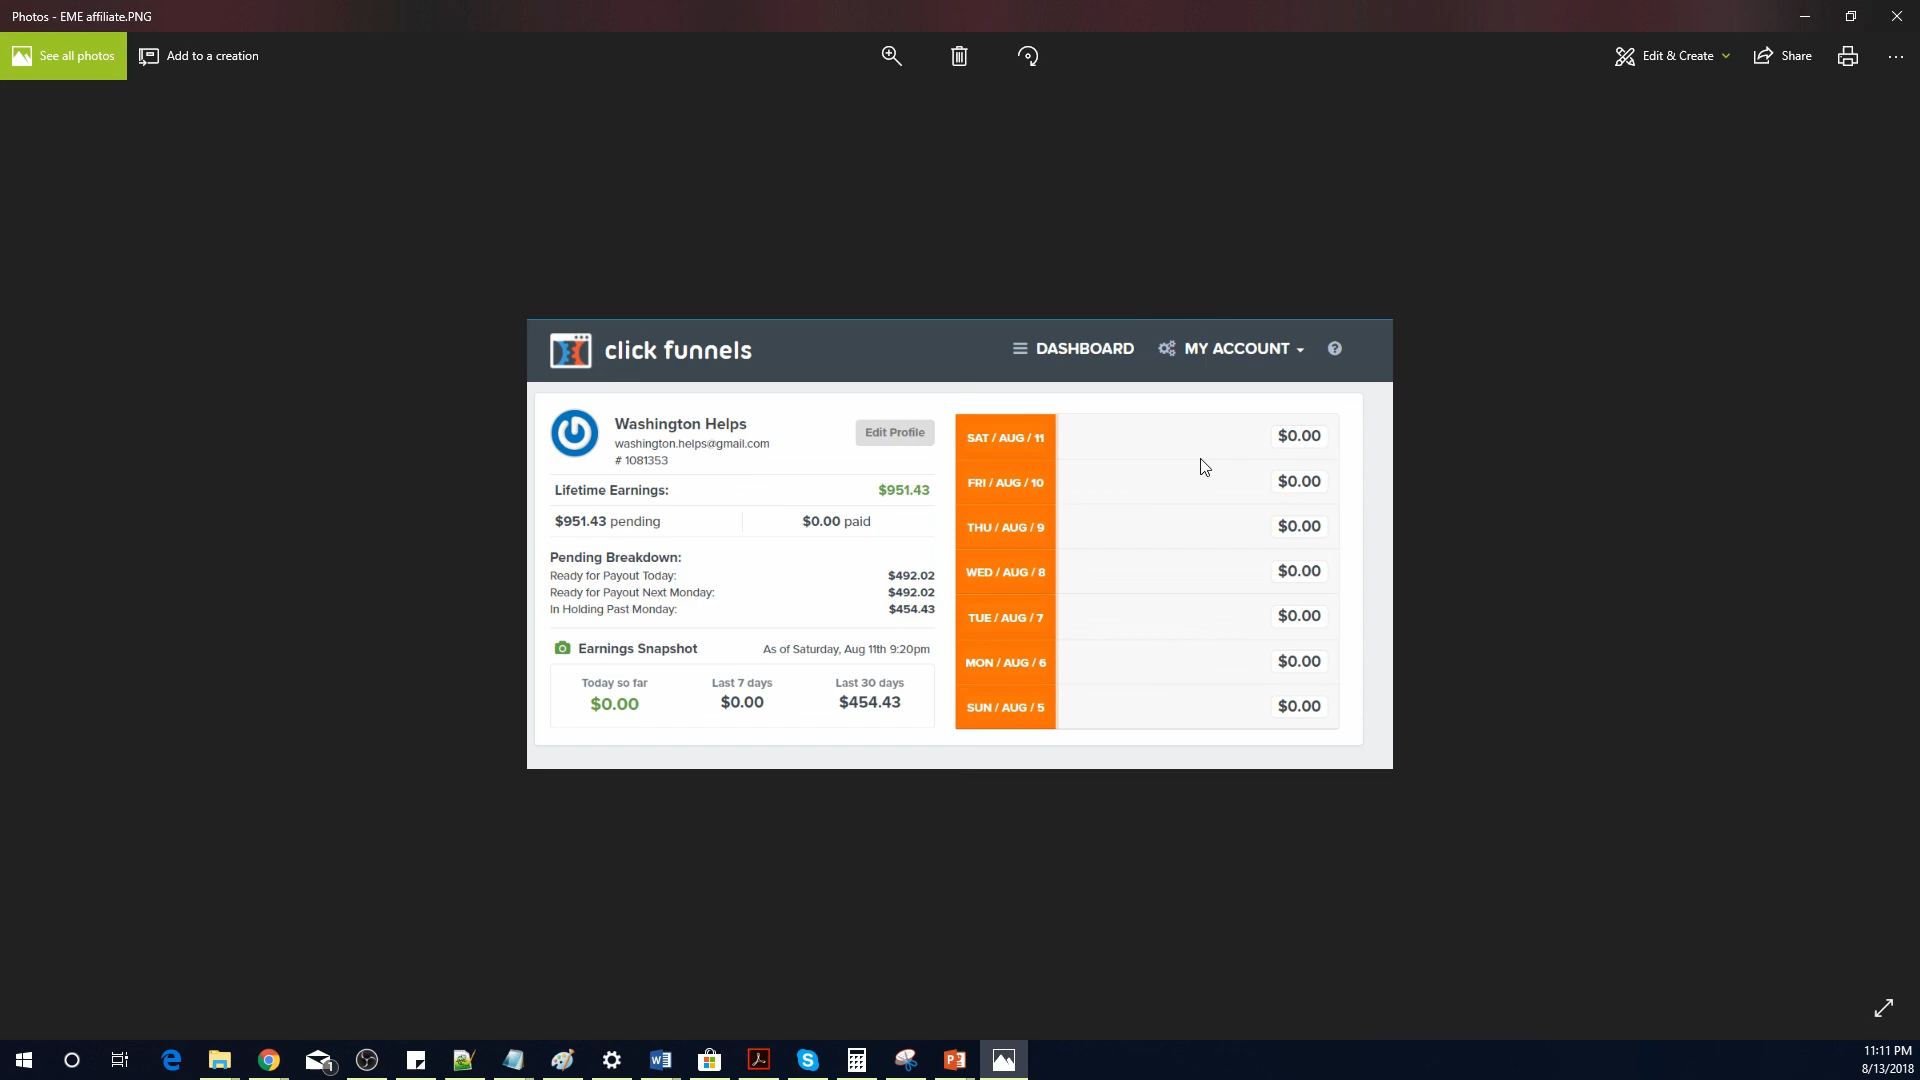 Photos - EME affiliate.PNG
See all photos
Add to a creation
Edit & Create
Share
click funnels
DASHBOARD
MY ACCOUNT
?
Washington Helps
washington.helps@gmail.com
# 1081353
Edit Profile
Lifetime Earnings: $951.43
$951.43 pending $0.00 paid
Pending Breakdown:
Ready for Payout Today: $492.02
Ready for Payout Next Monday: $492.02
In Holding Past Monday: $454.43
Earnings Snapshot As of Saturday, Aug 11th 9:20pm
Today so far Last 7 days Last 30 days
$0.00 $0.00 $454.43
SAT / AUG / 11 $0.00
FRI / AUG / 10 $0.00
THU / AUG / 9 $0.00
WED / AUG / 8 $0.00
TUE / AUG / 7 $0.00
MON / AUG / 6 $0.00
SUN / AUG / 5 $0.00
11:11 PM
8/13/2018